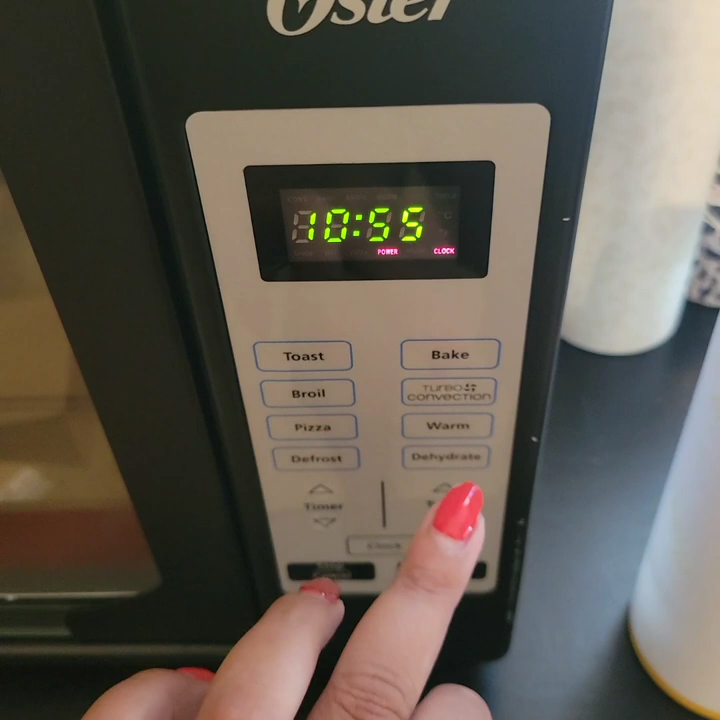 Oster
10:55
POWER CLOCK
Toast Bake
Broil TURBO CONVECTION
Pizza Warm
Defrost Dehydrate
Timer
Clock